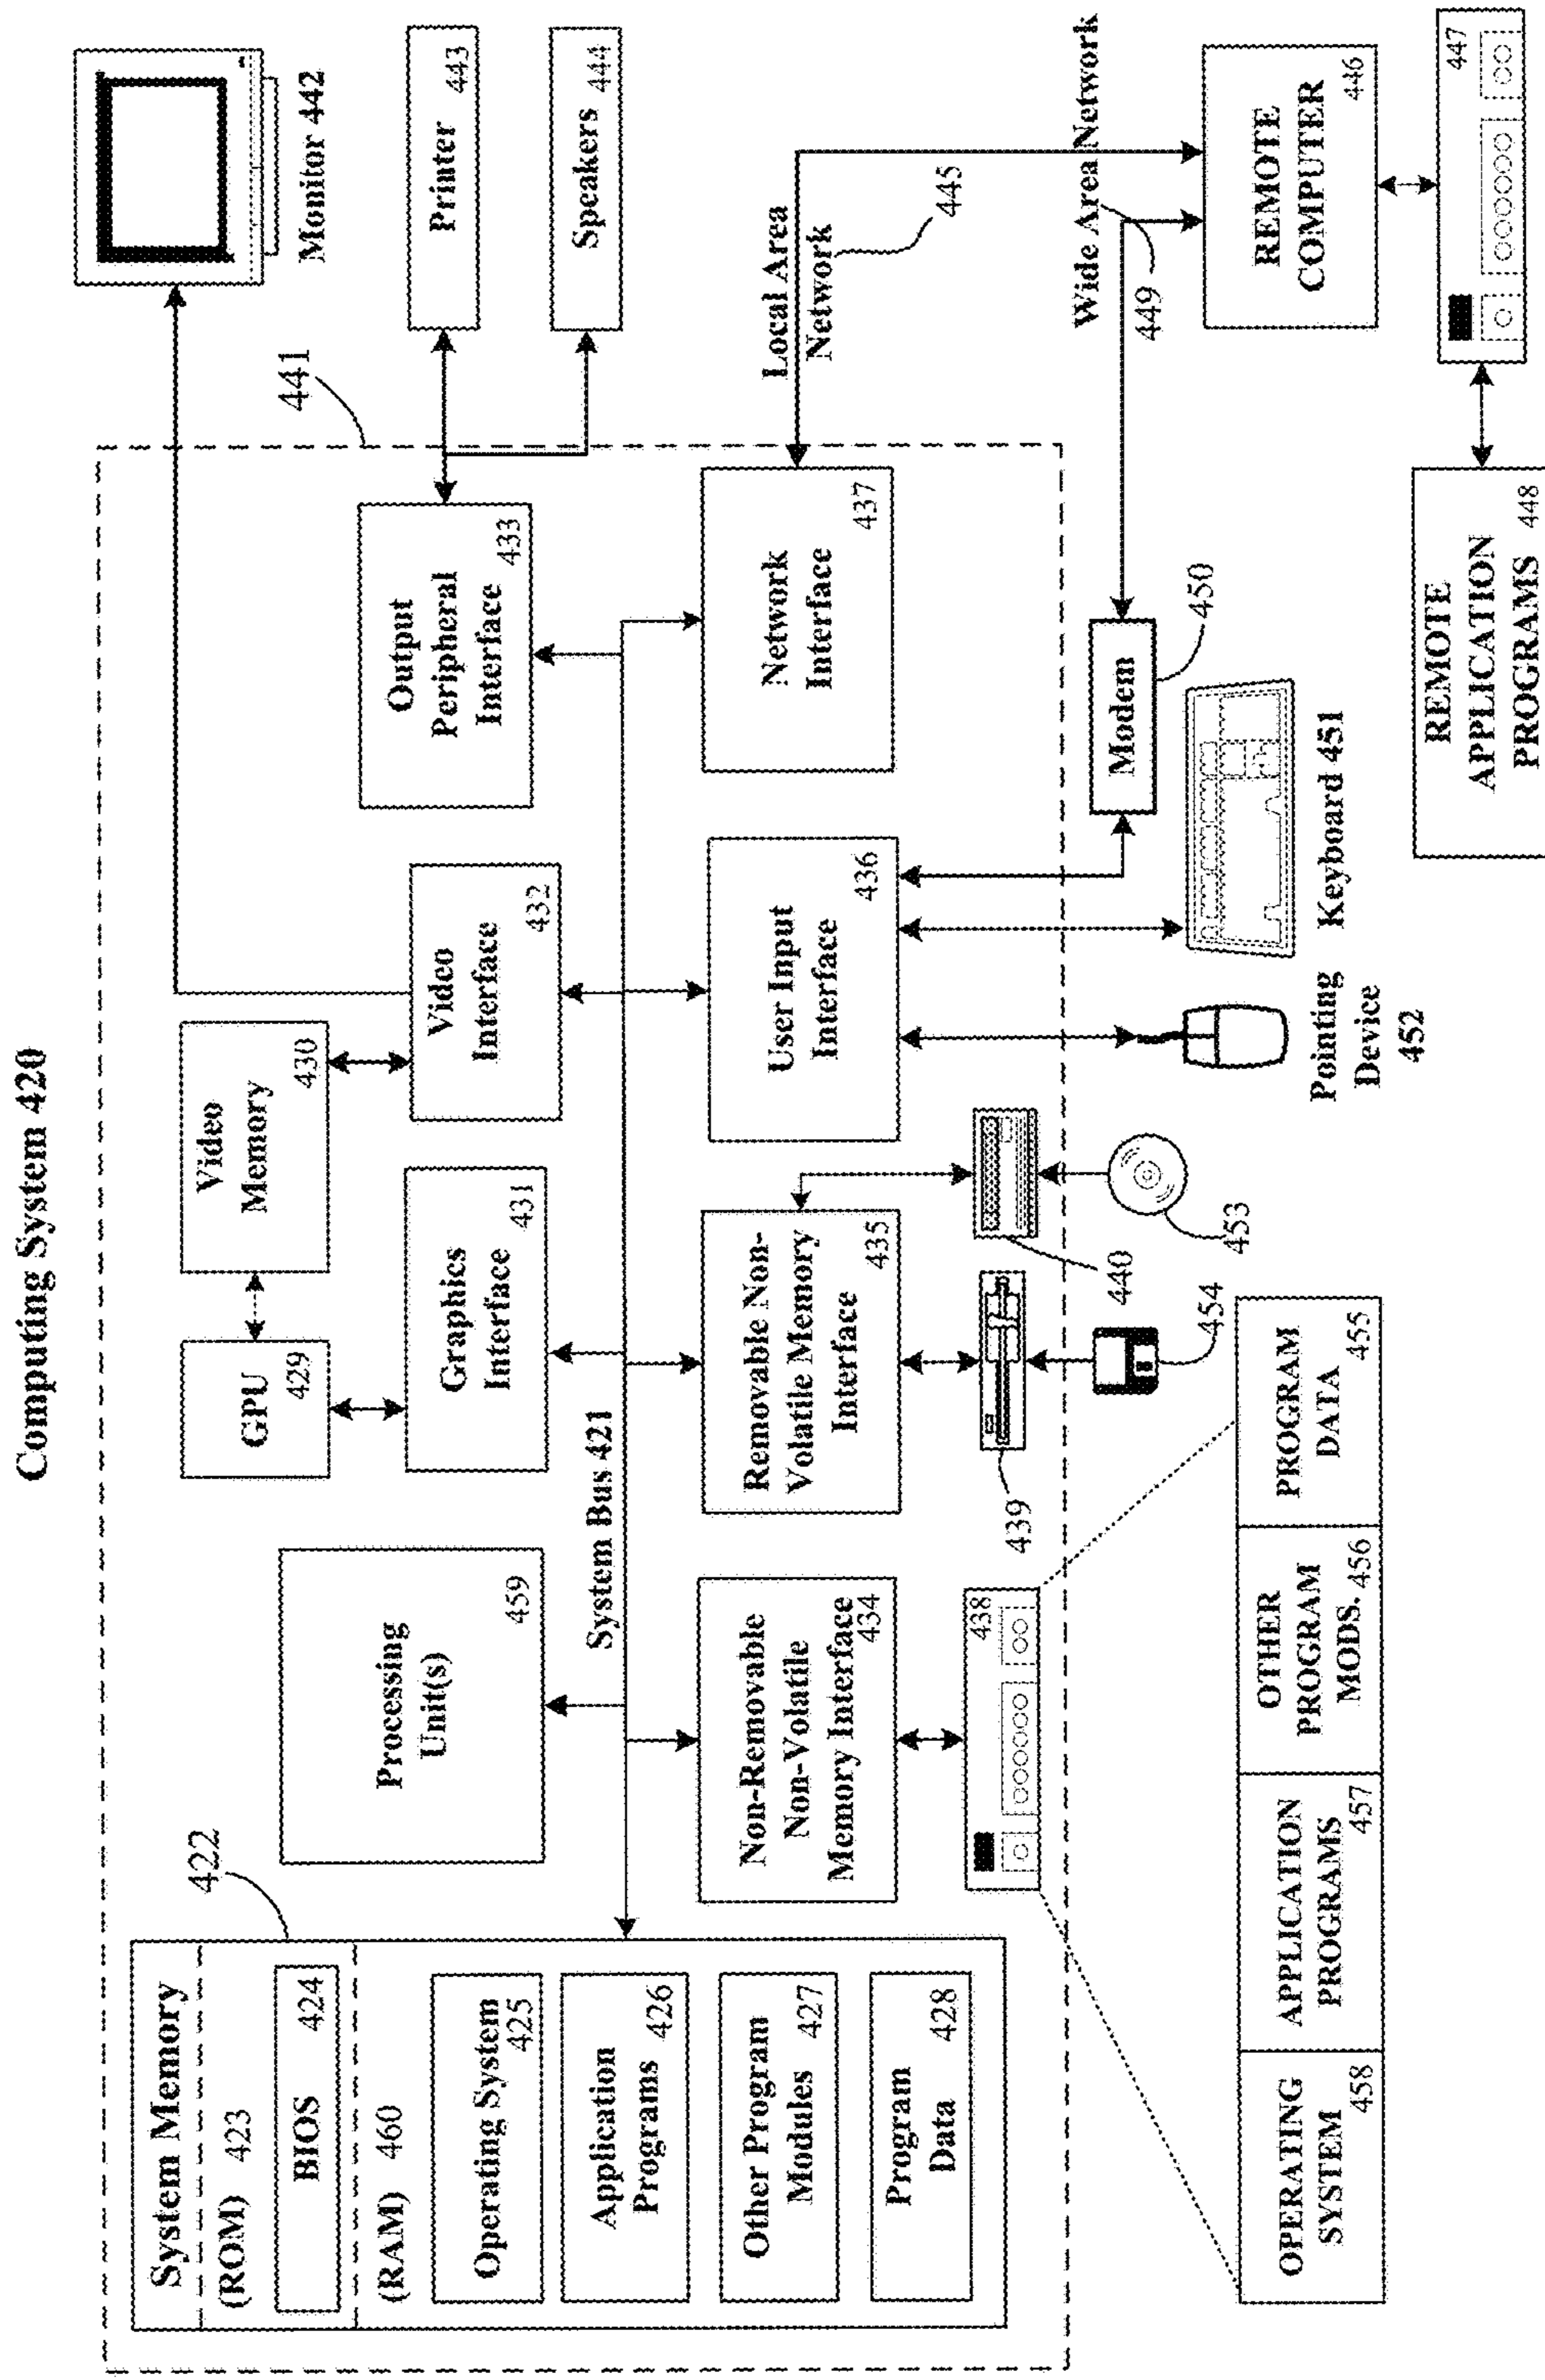 Computing System 420
System Memory
422
(ROM) 423
BIOS 424
(RAM) 460
Operating System
425
Application
Programs 426
Other Program
Modules 427
Program
Data 428
Processing
Unit(s)
459
GPU
429
Video
Memory
430
Graphics
Interface
431
Video
Interface
432
Output
Peripheral
Interface
433
441
Monitor 442
Printer
443
Speakers
444
System Bus 421
Non-Removable
Non-Volatile
Memory Interface
434
Removable Non-
Volatile Memory
Interface
435
User Input
Interface
436
Network
Interface
437
Local Area
Network
445
438
439
440
453
454
Wide Area Network
449
Modem
450
Pointing
Device
452
Keyboard 451
REMOTE
COMPUTER
446
447
OPERATING
SYSTEM
458
APPLICATION
PROGRAMS
457
OTHER
PROGRAM
MODS. 456
PROGRAM
DATA
455
REMOTE
APPLICATION
PROGRAMS 448